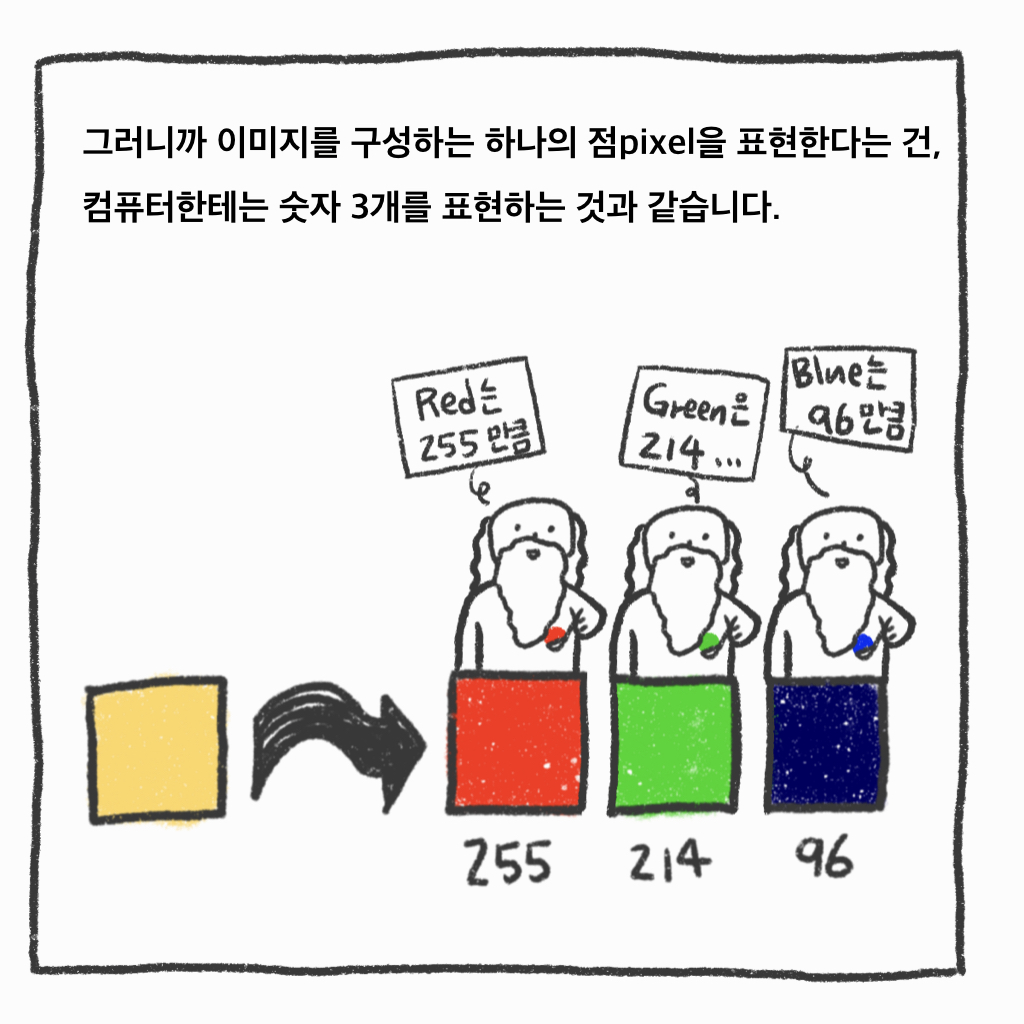 그러니까 이미지를 구성하는 하나의 점pixel을 표현한다는 건,
컴퓨터한테는 숫자 3개를 표현하는 것과 같습니다.
Red는
255 만큼
Green은
214 ...
Blue는
96만큼
255
214
96